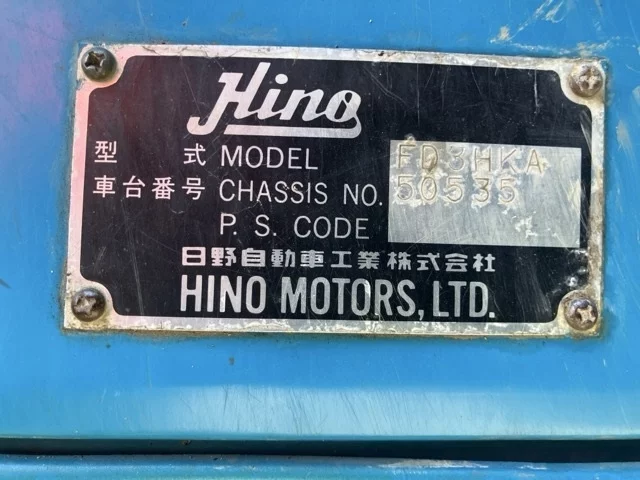 Hino
型 式 MODEL FD3HKA
車台番号 CHASSIS NO. 50535
P. S. CODE
日野自動車工業株式会社
HINO MOTORS, LTD.